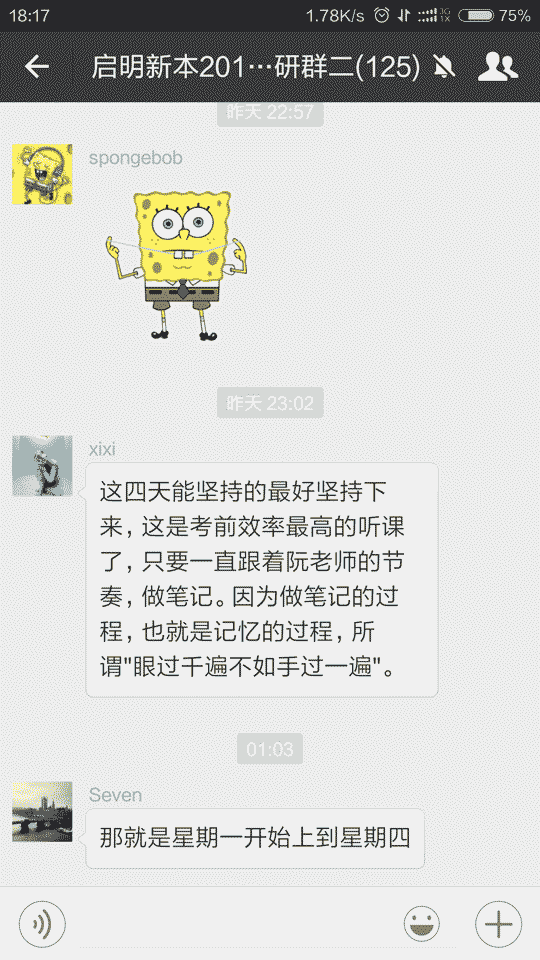 18:17
1.78K/s
3G
1X
75%
启明新本201…研群二(125)
昨天 22:57
spongebob
昨天 23:02
xixi
这四天能坚持的最好坚持下
来，这是考前效率最高的听课
了，只要一直跟着阮老师的节
奏，做笔记。因为做笔记的过
程，也就是记忆的过程，所
谓"眼过千遍不如手过一遍"。
01:03
Seven
那就是星期一开始上到星期四